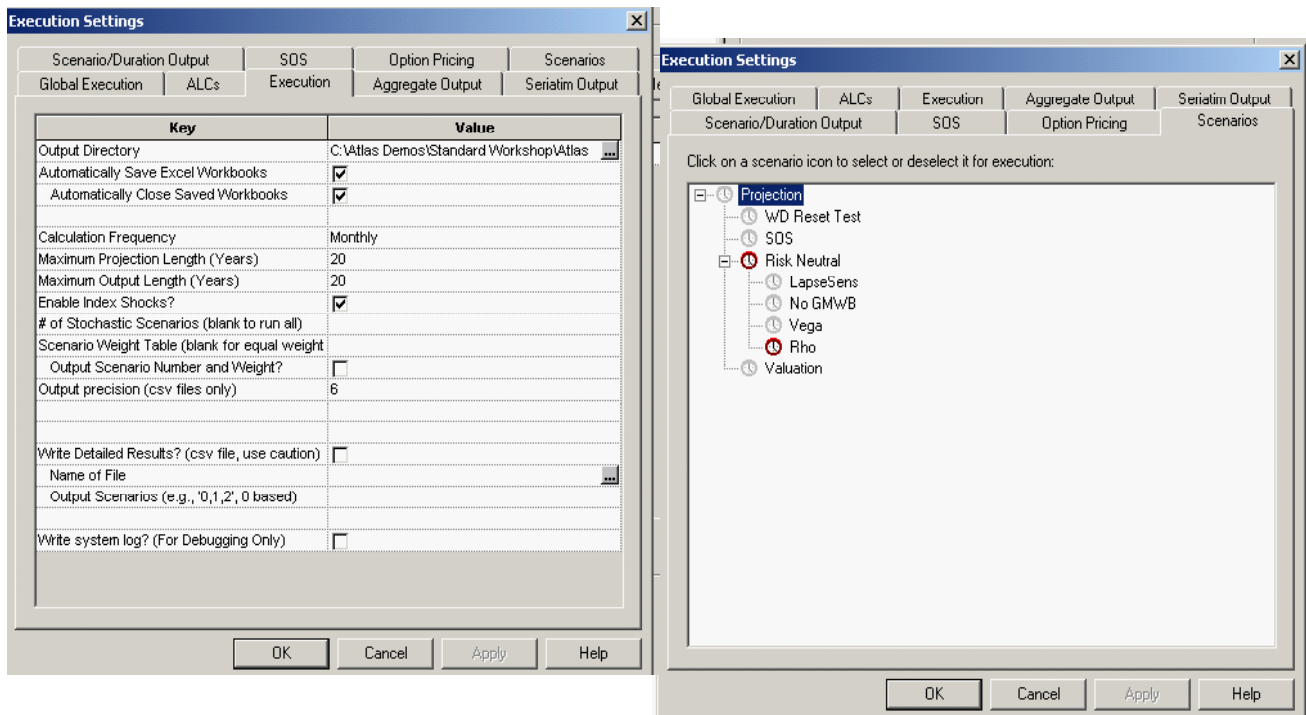 Execution Settings
Scenario/Duration Output SOS Option Pricing Scenarios
Global Execution ALCs Execution Aggregate Output Seriatim Output
Key Value
Output Directory C:\Atlas Demos\Standard Workshop\Atlas ...
Automatically Save Excel Workbooks
Automatically Close Saved Workbooks
Calculation Frequency Monthly
Maximum Projection Length (Years) 20
Maximum Output Length (Years) 20
Enable Index Shocks?
# of Stochastic Scenarios (blank to run all)
Scenario Weight Table (blank for equal weight
Output Scenario Number and Weight?
Output precision (csv files only) 6
Write Detailed Results? (csv file, use caution)
Name of File ...
Output Scenarios (e.g., '0,1,2', 0 based)
Write system log? (For Debugging Only)
OK Cancel Apply Help
Execution Settings
Global Execution ALCs Execution Aggregate Output Seriatim Output
Scenario/Duration Output SOS Option Pricing Scenarios
Click on a scenario icon to select or deselect it for execution:
Projection
WD Reset Test
SOS
Risk Neutral
LapseSens
No GMWB
Vega
Rho
Valuation
OK Cancel Apply Help